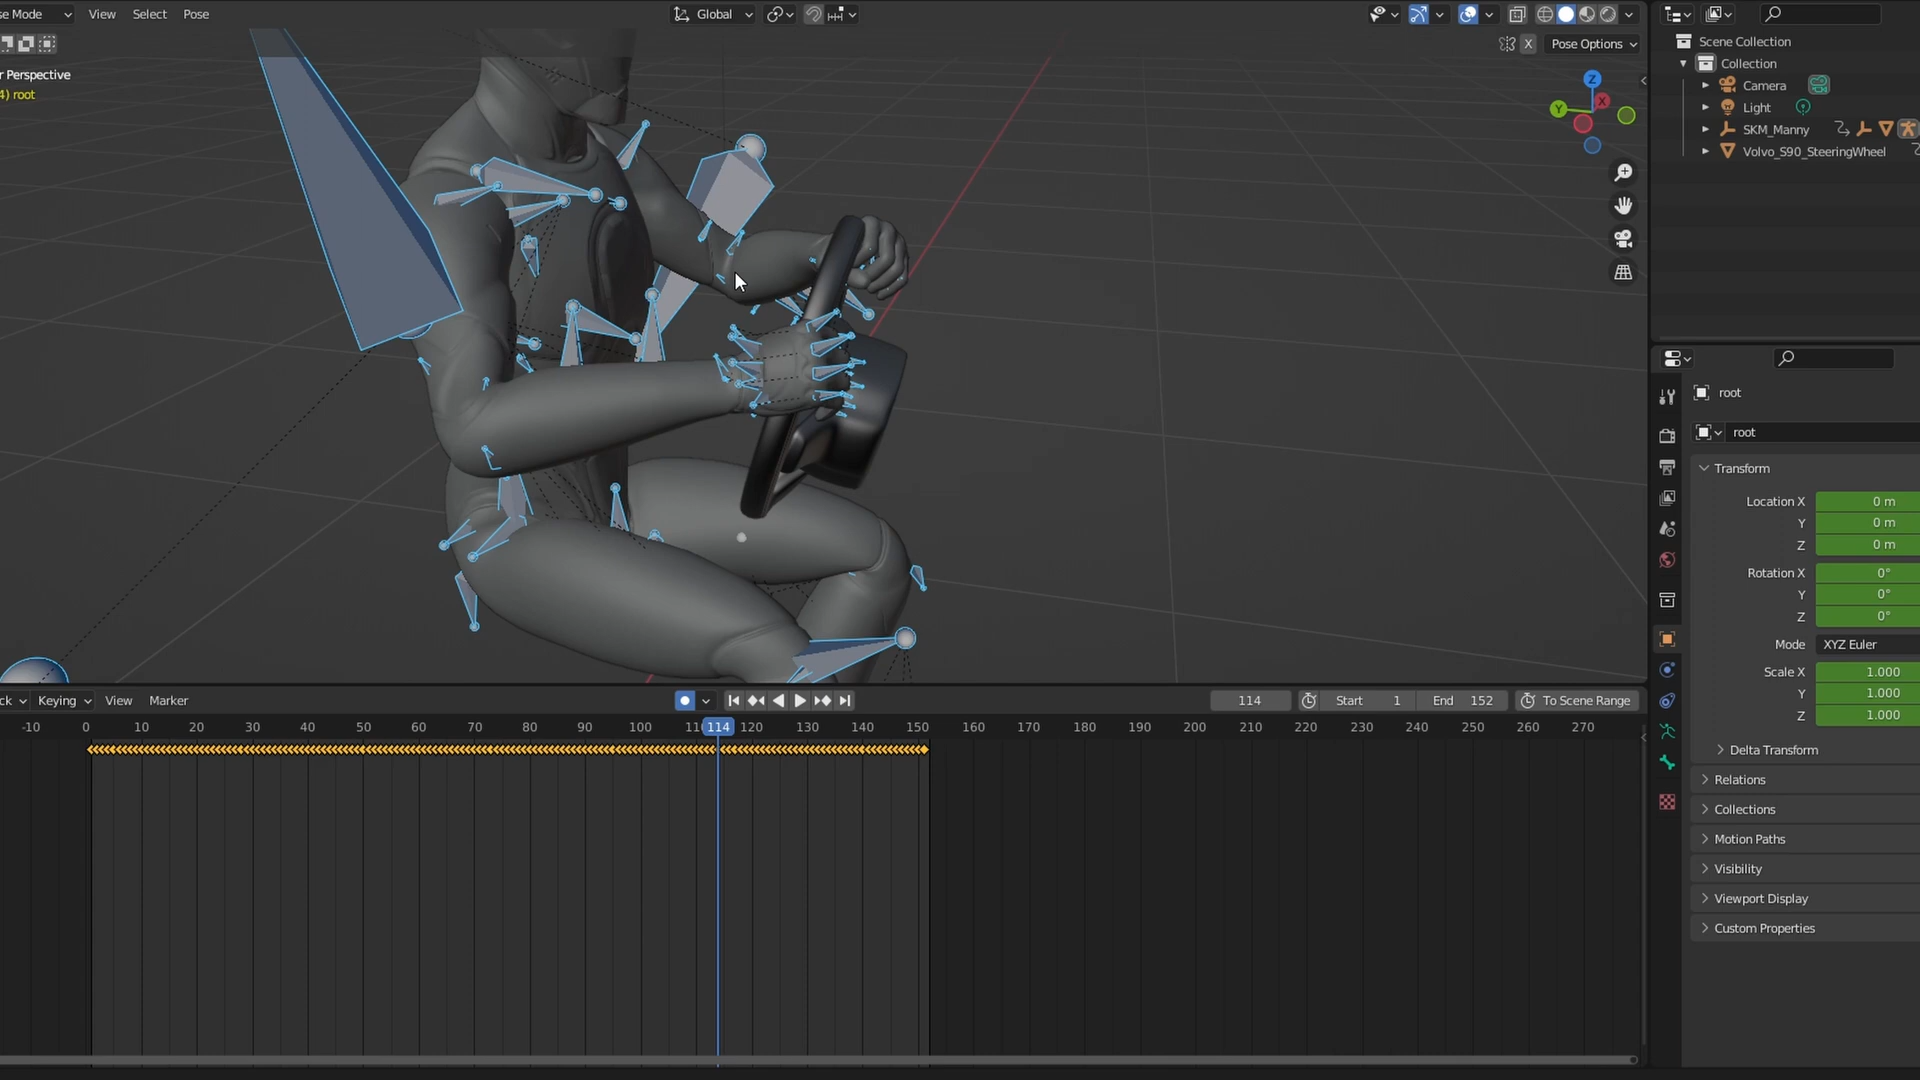 se Mode View Select Pose Global
X Pose Options
r Perspective
4) root
Z
Y X
Scene Collection
Collection
Camera
Light
SKM_Manny
Volvo_S90_SteeringWheel
root
root
Transform
Location X 0 m
Y 0 m
Z 0 m
Rotation X 0°
Y 0°
Z 0°
Mode XYZ Euler
Scale X 1.000
Y 1.000
Z 1.000
Delta Transform
Relations
Collections
Motion Paths
Visibility
Viewport Display
Custom Properties
ck Keying View Marker 114 Start 1 End 152 To Scene Range
-10 0 10 20 30 40 50 60 70 80 90 100 11 114 120 130 140 150 160 170 180 190 200 210 220 230 240 250 260 270